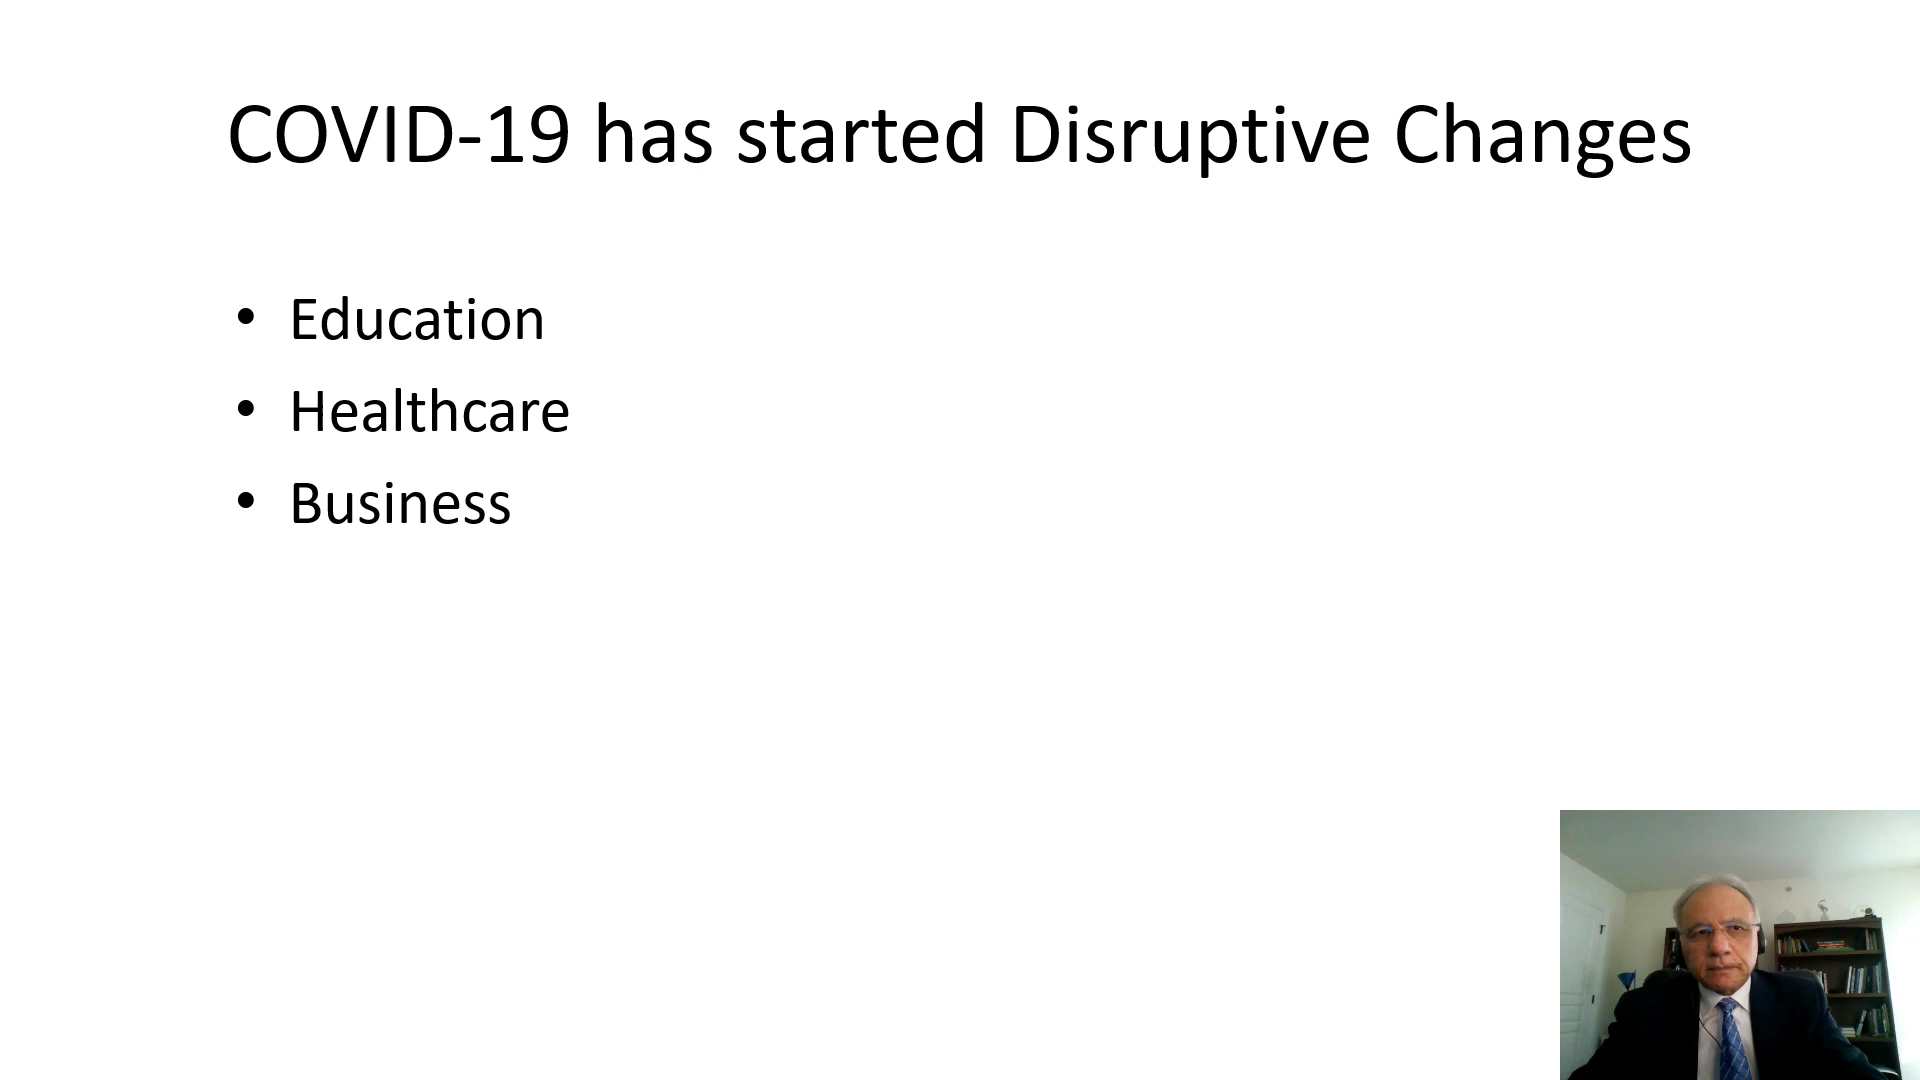 COVID-19 has started Disruptive Changes
• Education
• Healthcare
• Business